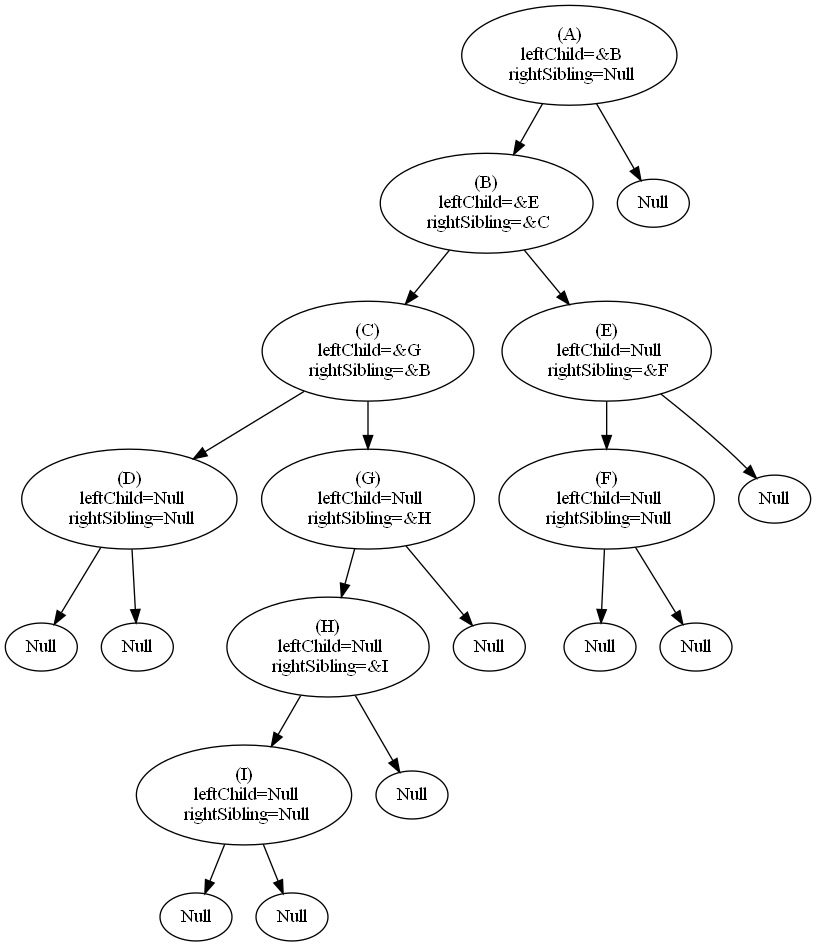 (A)
leftChild=&B
rightSibling=Null
(B)
leftChild=&E
rightSibling=&C
Null
(C)
leftChild=&G
rightSibling=&B
(E)
leftChild=Null
rightSibling=&F
(D)
leftChild=Null
rightSibling=Null
(G)
leftChild=Null
rightSibling=&H
(F)
leftChild=Null
rightSibling=Null
Null
Null
Null
(H)
leftChild=Null
rightSibling=&I
Null
Null
Null
(I)
leftChild=Null
rightSibling=Null
Null
Null
Null